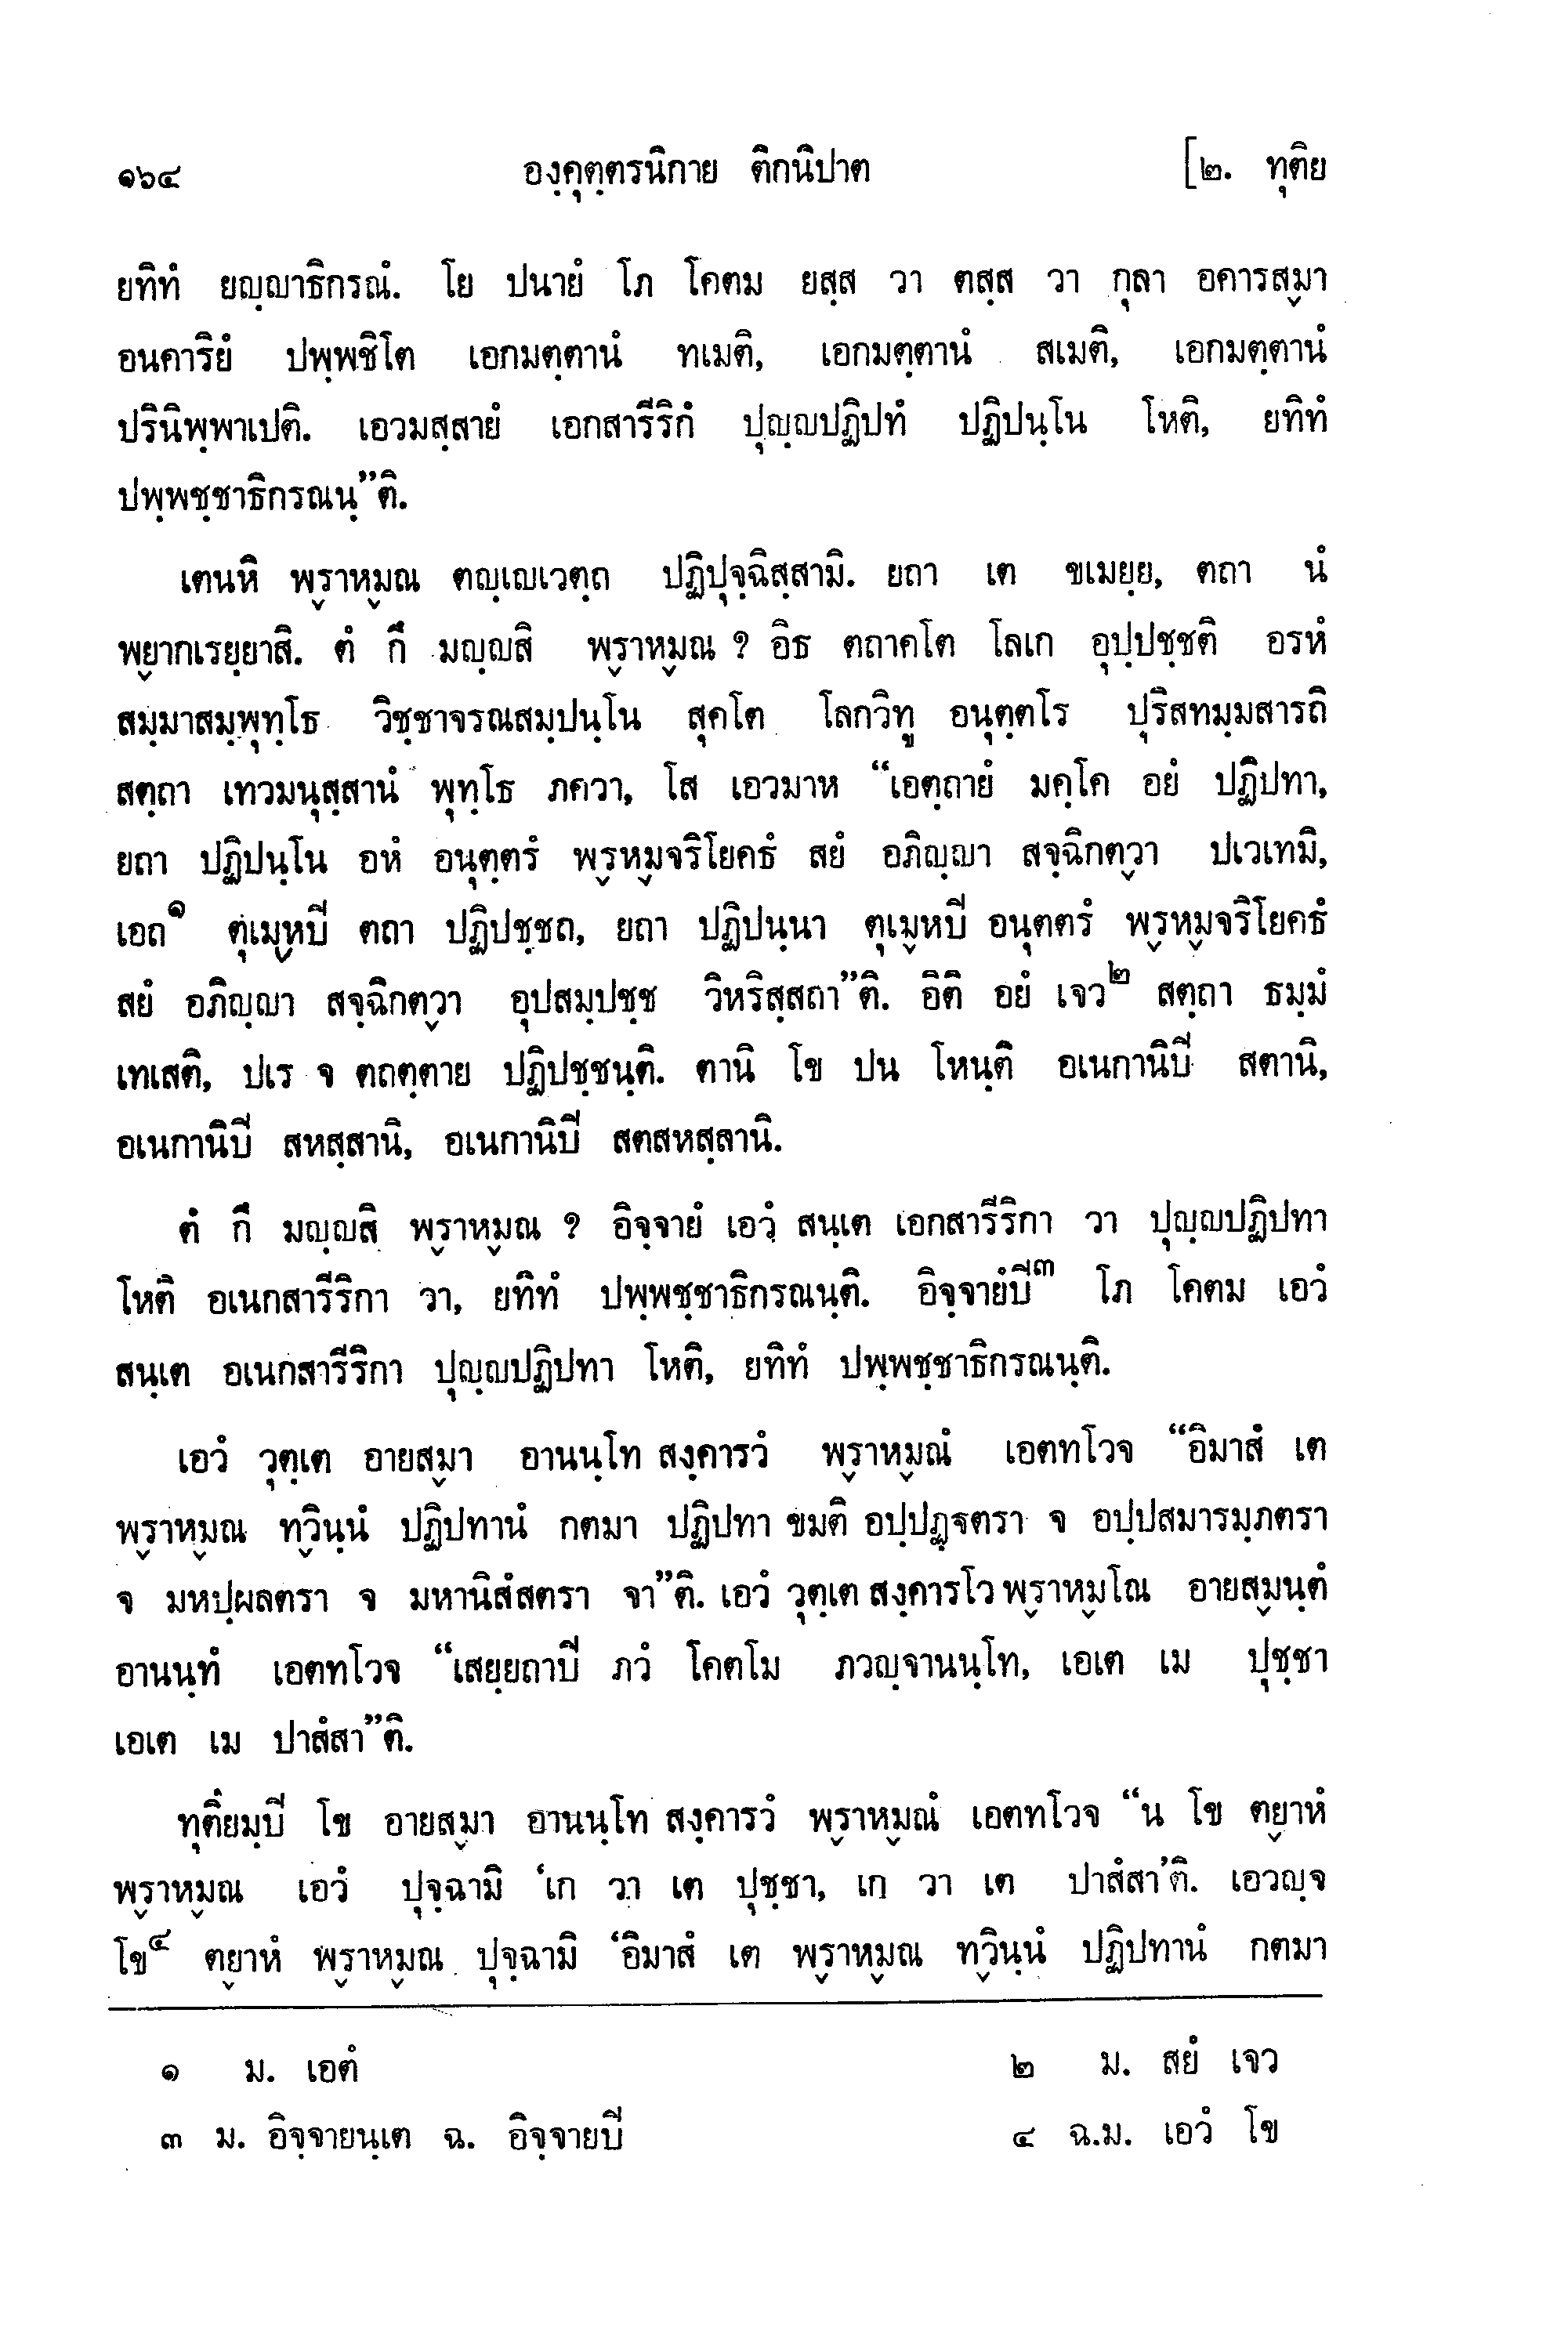 ๑๖๔ องฺคุตฺตรนิกาย ติกนิปาต [๒. ทุติย
ยทิทํ ยญฺญาธิกรณํ. โย ปนายํ โภ โคตม ยสฺส วา ตสฺส วา กุลา อคารสฺมา
อนคาริยํ ปพฺพชิโต เอกมตฺตานํ ทเมติ, เอกมตฺตานํ สเมติ, เอกมตฺตานํ
ปรินิพฺพาเปติ. เอวมสฺสายํ เอกสารีริกํ ปุญฺญปฏิปทํ ปฏิปนฺโน โหติ, ยทิทํ
ปพฺพชฺชาธิกรณนฺ”ติ.
เตนหิ พฺราหฺมณ ตญฺเญเวตฺถ ปฏิปุจฺฉิสฺสามิ. ยถา เต ขเมยฺย, ตถา นํ
พฺยากเรยฺยาสิ. ตํ กึ มญฺญสิ พฺราหฺมณ ? อิธ ตถาคโต โลเก อุปฺปชฺชติ อรหํ
สมฺมาสมฺพุทฺโธ วิชฺชาจรณสมฺปนฺโน สุคโต โลกวิทู อนุตฺตโร ปุริสทมฺมสารถิ
สตฺถา เทวมนุสฺสานํ พุทฺโธ ภควา, โส เอวมาห “เอตฺถายํ มคฺโค อยํ ปฏิปทา,
ยถา ปฏิปนฺโน อหํ อนุตฺตรํ พฺรหฺมจริโยคธํ สยํ อภิญฺญา สจฺฉิกตฺวา ปเวเทมิ,
เอถ๑ ตุเมฺหปิ ตถา ปฏิปชฺชถ, ยถา ปฏิปนฺนา ตุเมฺหปิ อนุตตรํ พฺรหฺมจริโยคธํ
สยํ อภิญฺญา สจฺฉิกตฺวา อุปสมฺปชฺช วิหริสฺสถา”ติ. อิติ อยํ เจว๒ สตฺถา ธมฺมํ
เทเสติ, ปเร จ ตถตฺตาย ปฏิปชฺชนฺติ. ตานิ โข ปน โหนฺติ อเนกานิปิ สตานิ,
อเนกานิปิ สหสฺสานิ, อเนกานิปิ สตสหสฺสานิ.
ตํ กึ มญฺญสิ พฺราหฺมณ ? อิจฺจายํ เอวํ สนฺเต เอกสารีริกา วา ปุญฺญปฏิปทา
โหติ อเนกสารีริกา วา, ยทิทํ ปพฺพชฺชาธิกรณนฺติ. อิจฺจายํปิ๓ โภ โคตม เอวํ
สนฺเต อเนกสารีริกา ปุญฺญปฏิปทา โหติ, ยทิทํ ปพฺพชฺชาธิกรณนฺติ.
เอวํ วุตฺเต อายสฺมา อานนฺโท สงฺคารวํ พฺราหฺมณํ เอตทโวจ “อิมาสํ เต
พฺราหฺมณ ทฺวินฺนํ ปฏิปทานํ กตมา ปฏิปทา ขมติ อปฺปฏฺฐตรา จ อปฺปสมารมฺภตรา
จ มหปฺผลตรา จ มหานิสํสตรา จา”ติ. เอวํ วุตฺเต สงฺคารโว พฺราหฺมโณ อายสฺมนฺตํ
อานนฺทํ เอตทโวจ “เสยฺยถาปิ ภวํ โคตโม ภวญฺจานนฺโท, เอเต เม ปุชฺชา
เอเต เม ปาสํสา”ติ.
ทุติยมฺปิ โข อายสฺมา อานนฺโท สงฺคารวํ พฺราหฺมณํ เอตทโวจ “น โข ตฺยาหํ
พฺราหฺมณ เอวํ ปุจฺฉามิ ‘เก วา เต ปุชฺชา, เก วา เต ปาสํสา’ติ. เอวญฺจ
โข๔ ตฺยาหํ พฺราหฺมณ ปุจฺฉามิ ‘อิมาสํ เต พฺราหฺมณ ทฺวินฺนํ ปฏิปทานํ กตมา
๑ ม. เอตํ ๒ ม. สยํ เจว
๓ ม. อิจฺจายนฺเต ฉ. อิจฺจายปิ ๔ ฉ.ม. เอวํ โข